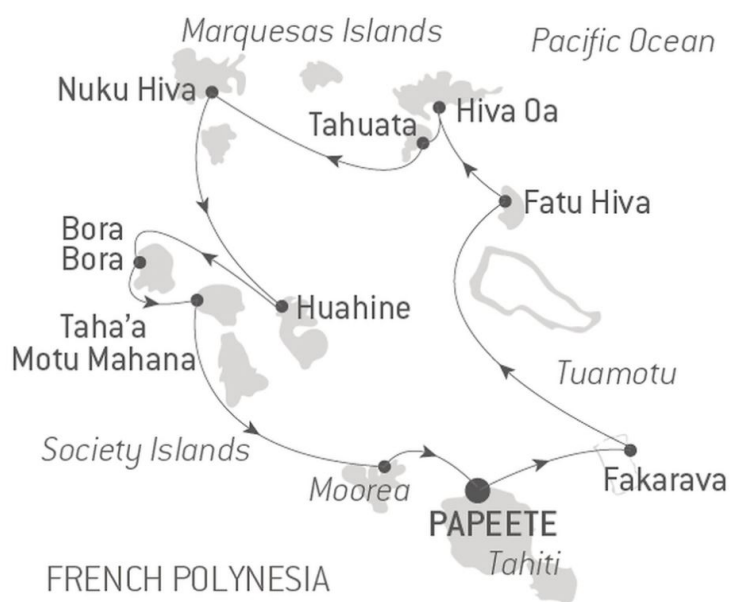 Marquesas Islands
Pacific Ocean
Nuku Hiva
Hiva Oa
Tahuata
Fatu Hiva
Bora
Bora
Huahine
Taha'a
Motu Mahana
Tuamotu
Society Islands
Moorea
Fakarava
PAPEETE
Tahiti
FRENCH POLYNESIA